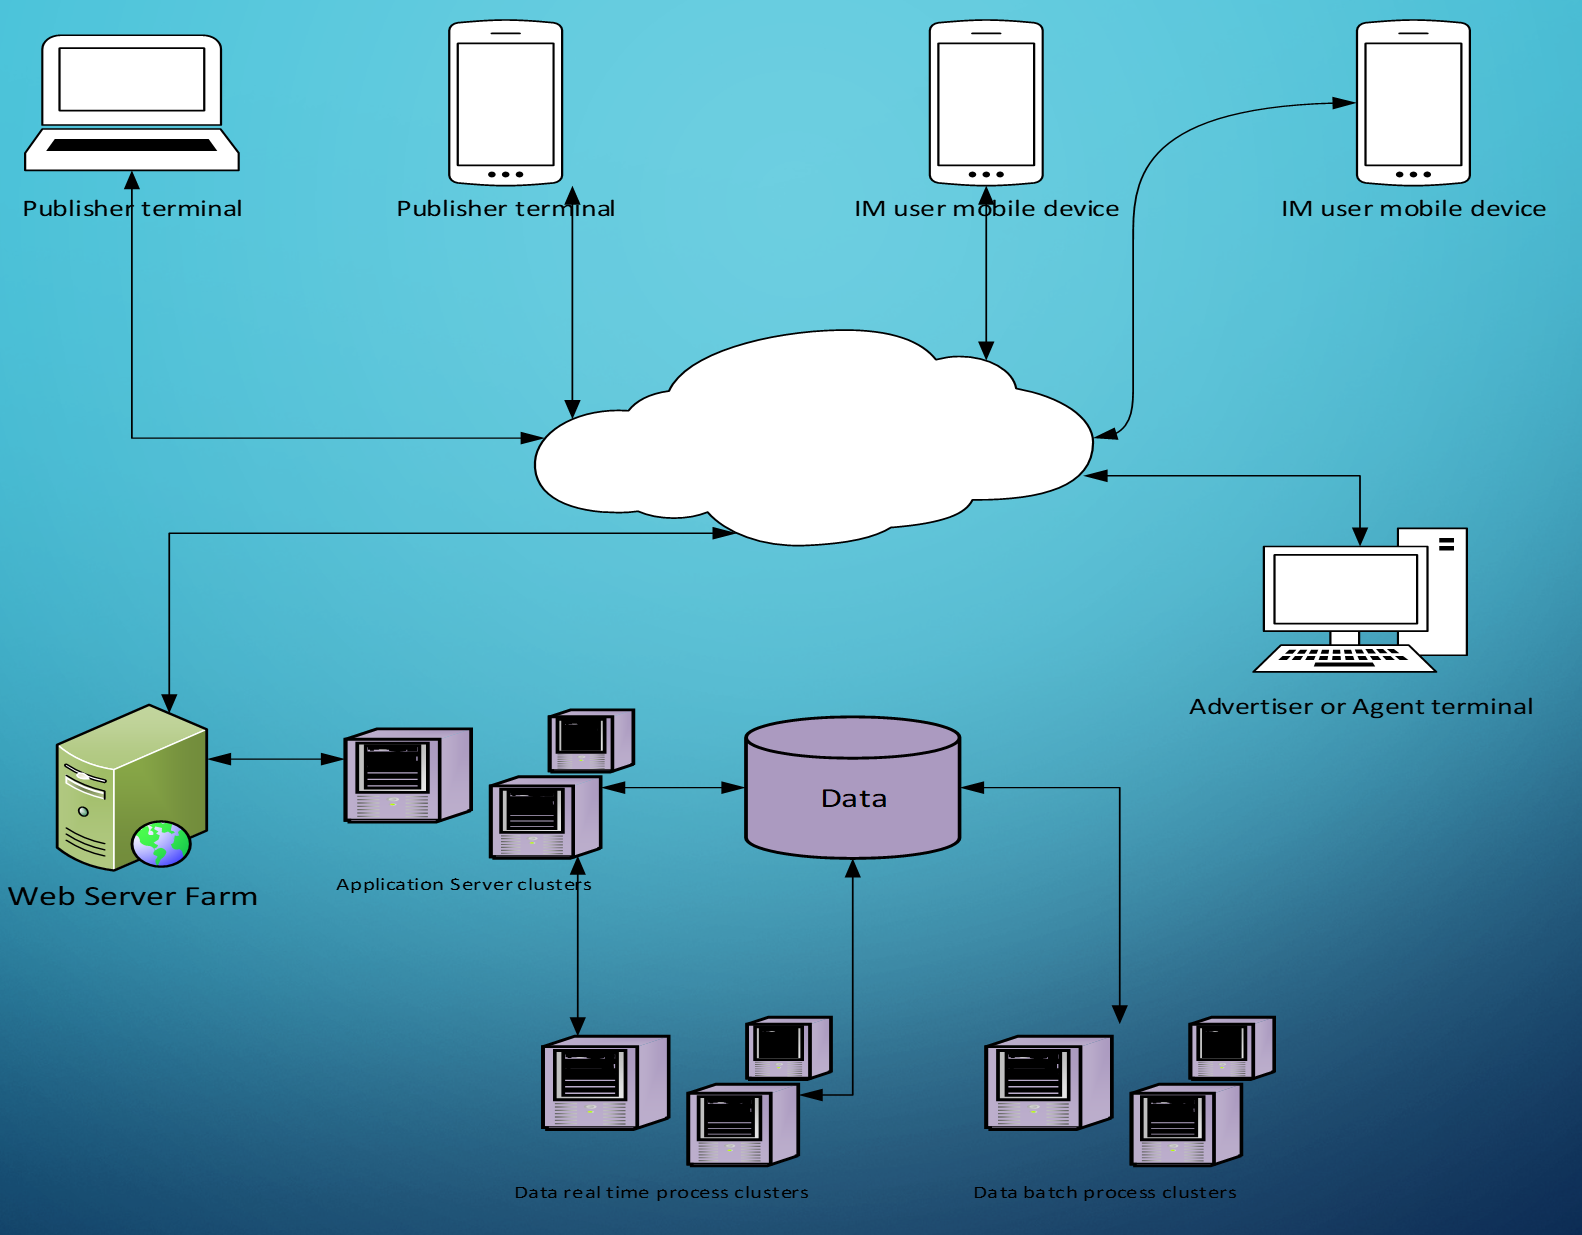 Publisher terminal
Publisher terminal
IM user mobile device
IM user mobile device
Advertiser or Agent terminal
Data
Application Server clusters
Web Server Farm
Data real time process clusters
Data batch process clusters